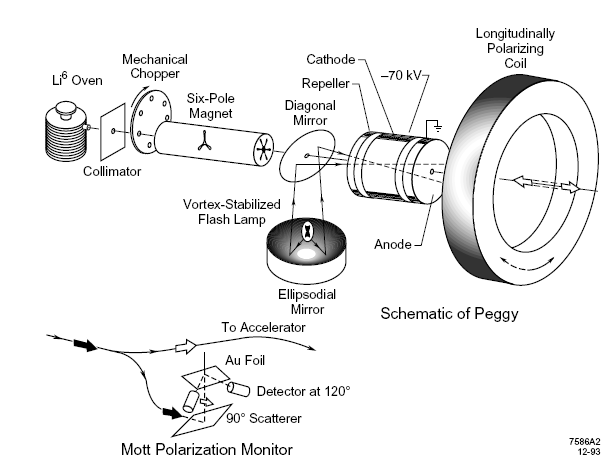 Longitudinally
Polarizing
Coil
Mechanical
Chopper
Cathode
–70 kV
Li6 Oven
Repeller
Six-Pole
Magnet
Diagonal
Mirror
Collimator
Vortex-Stabilized
Flash Lamp
Anode
Ellipsodial
Mirror
Schematic of Peggy
To Accelerator
Au Foil
Detector at 120°
90° Scatterer
Mott Polarization Monitor
7586A2
12-93